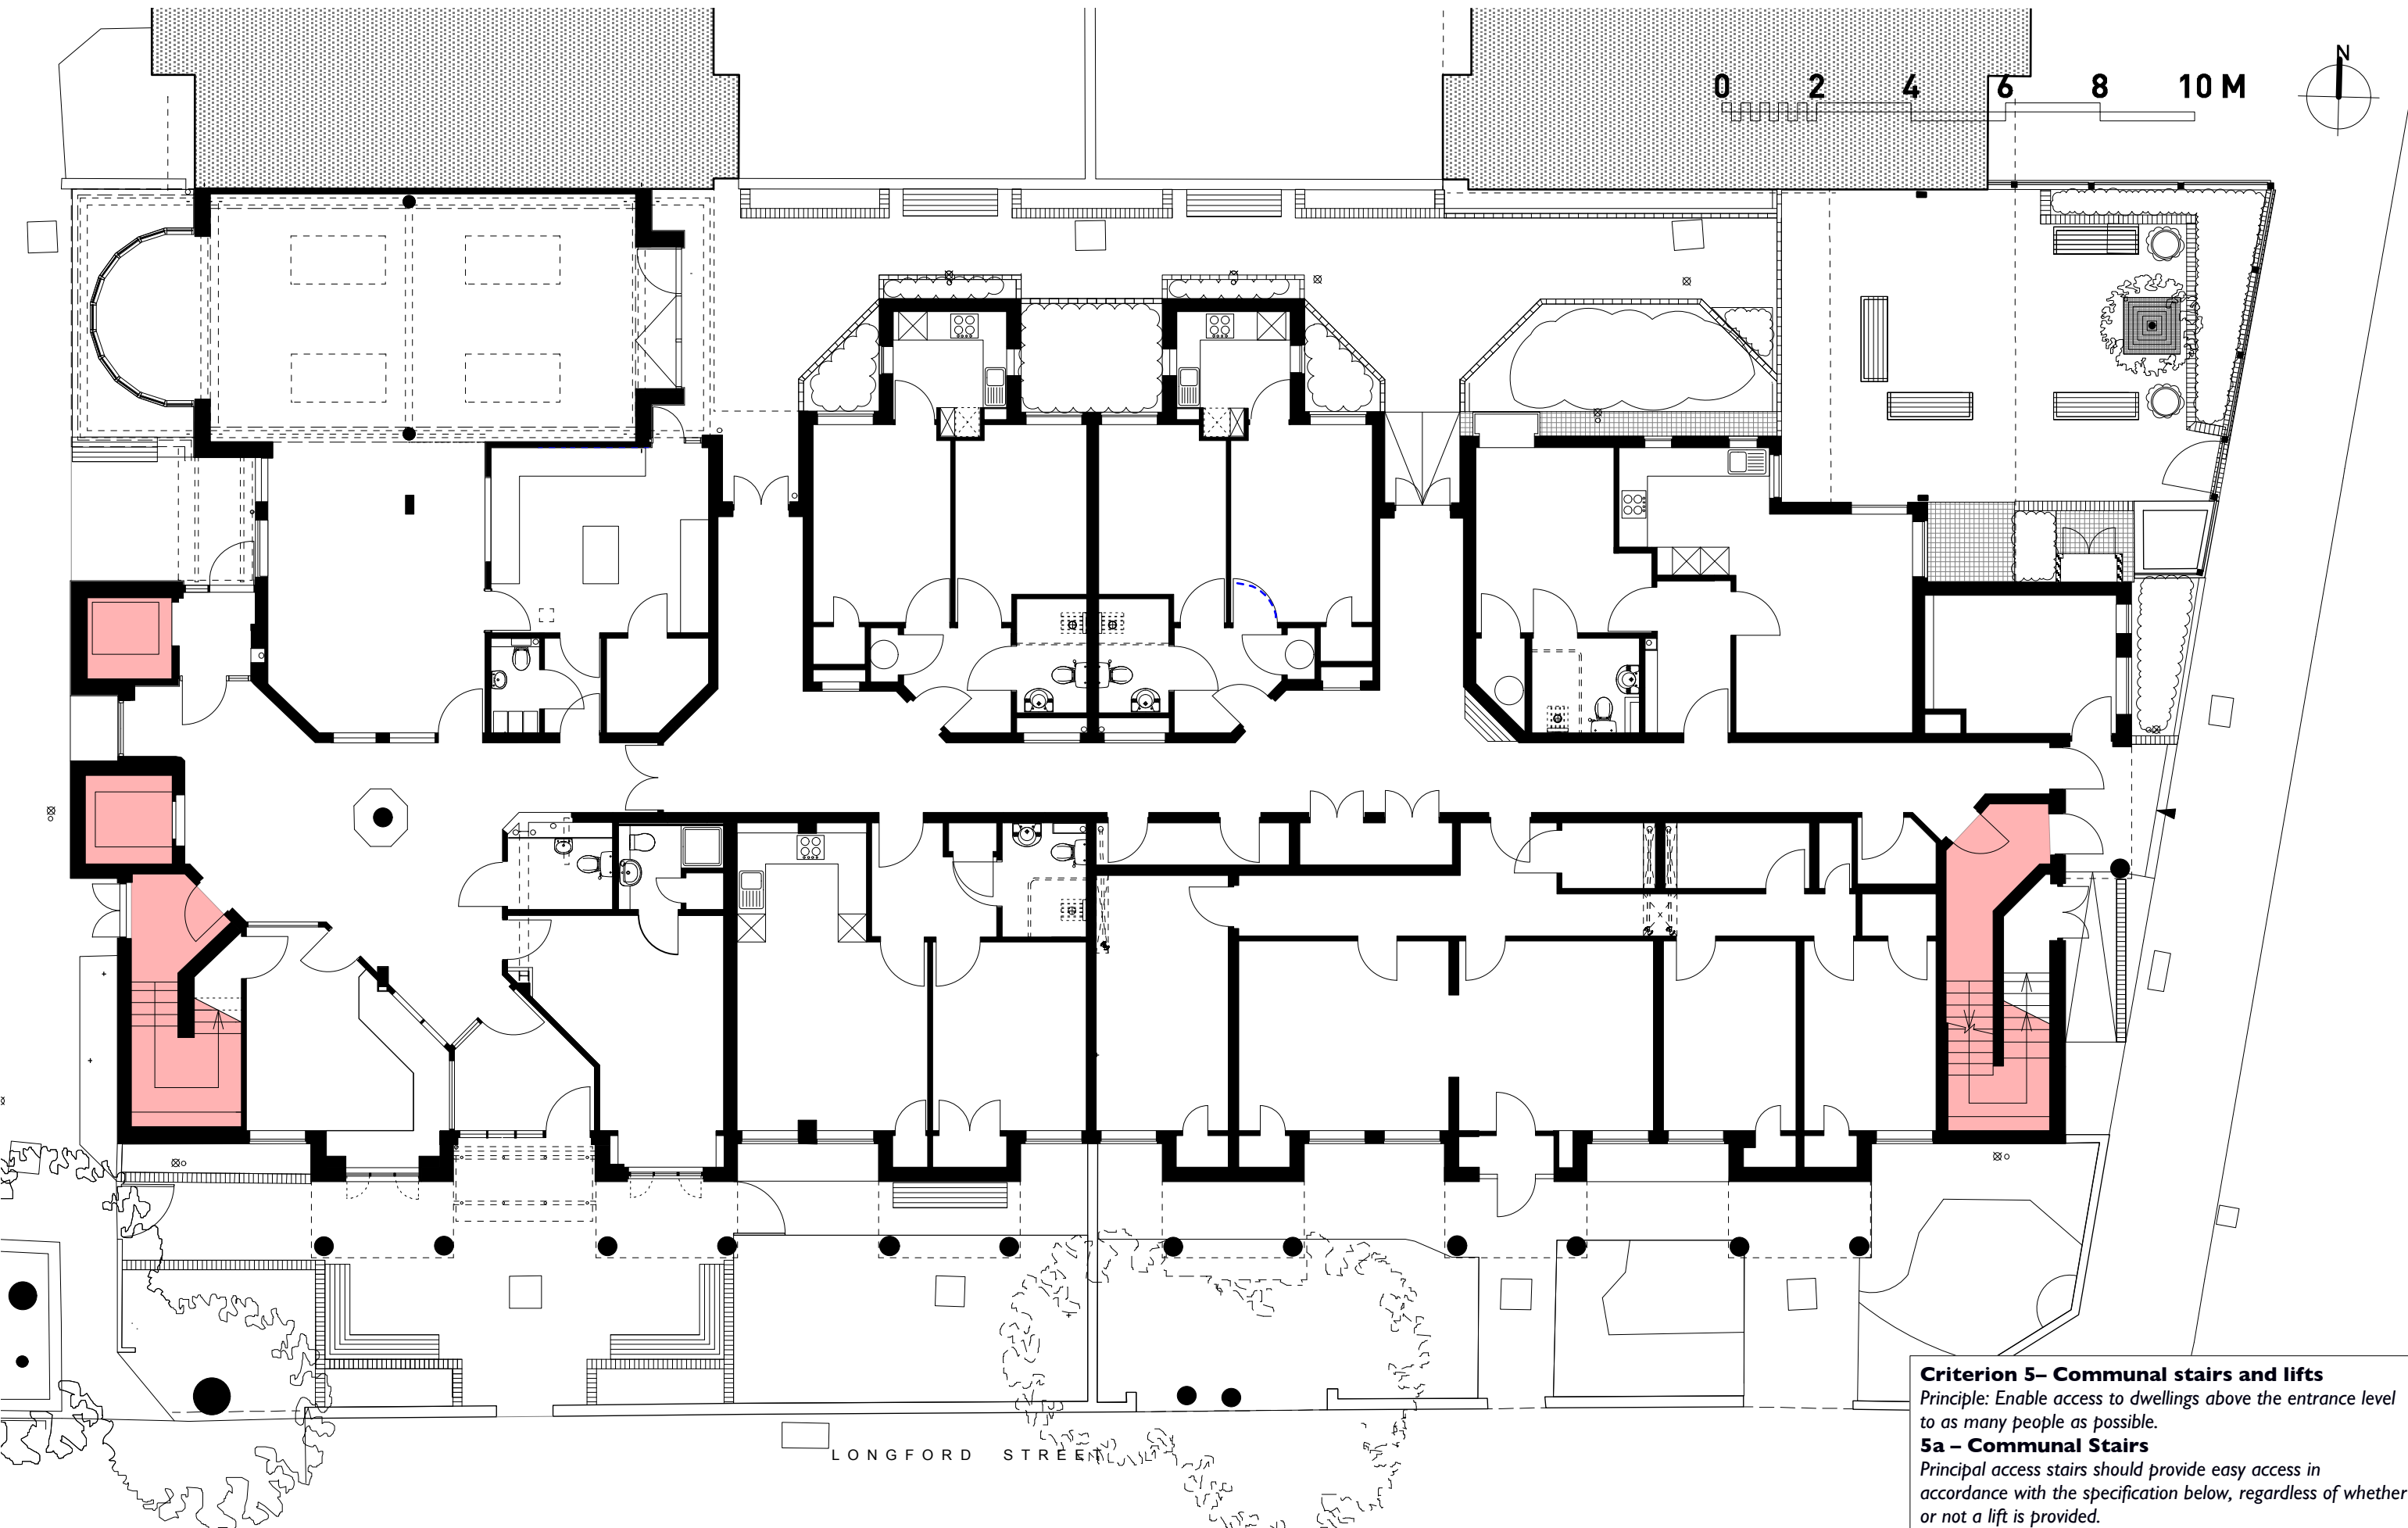 N
0 2 4 6 8 10 M
LONGFORD STREET
Criterion 5– Communal stairs and lifts
Principle: Enable access to dwellings above the entrance level
to as many people as possible.
5a – Communal Stairs
Principal access stairs should provide easy access in
accordance with the specification below, regardless of whether
or not a lift is provided.